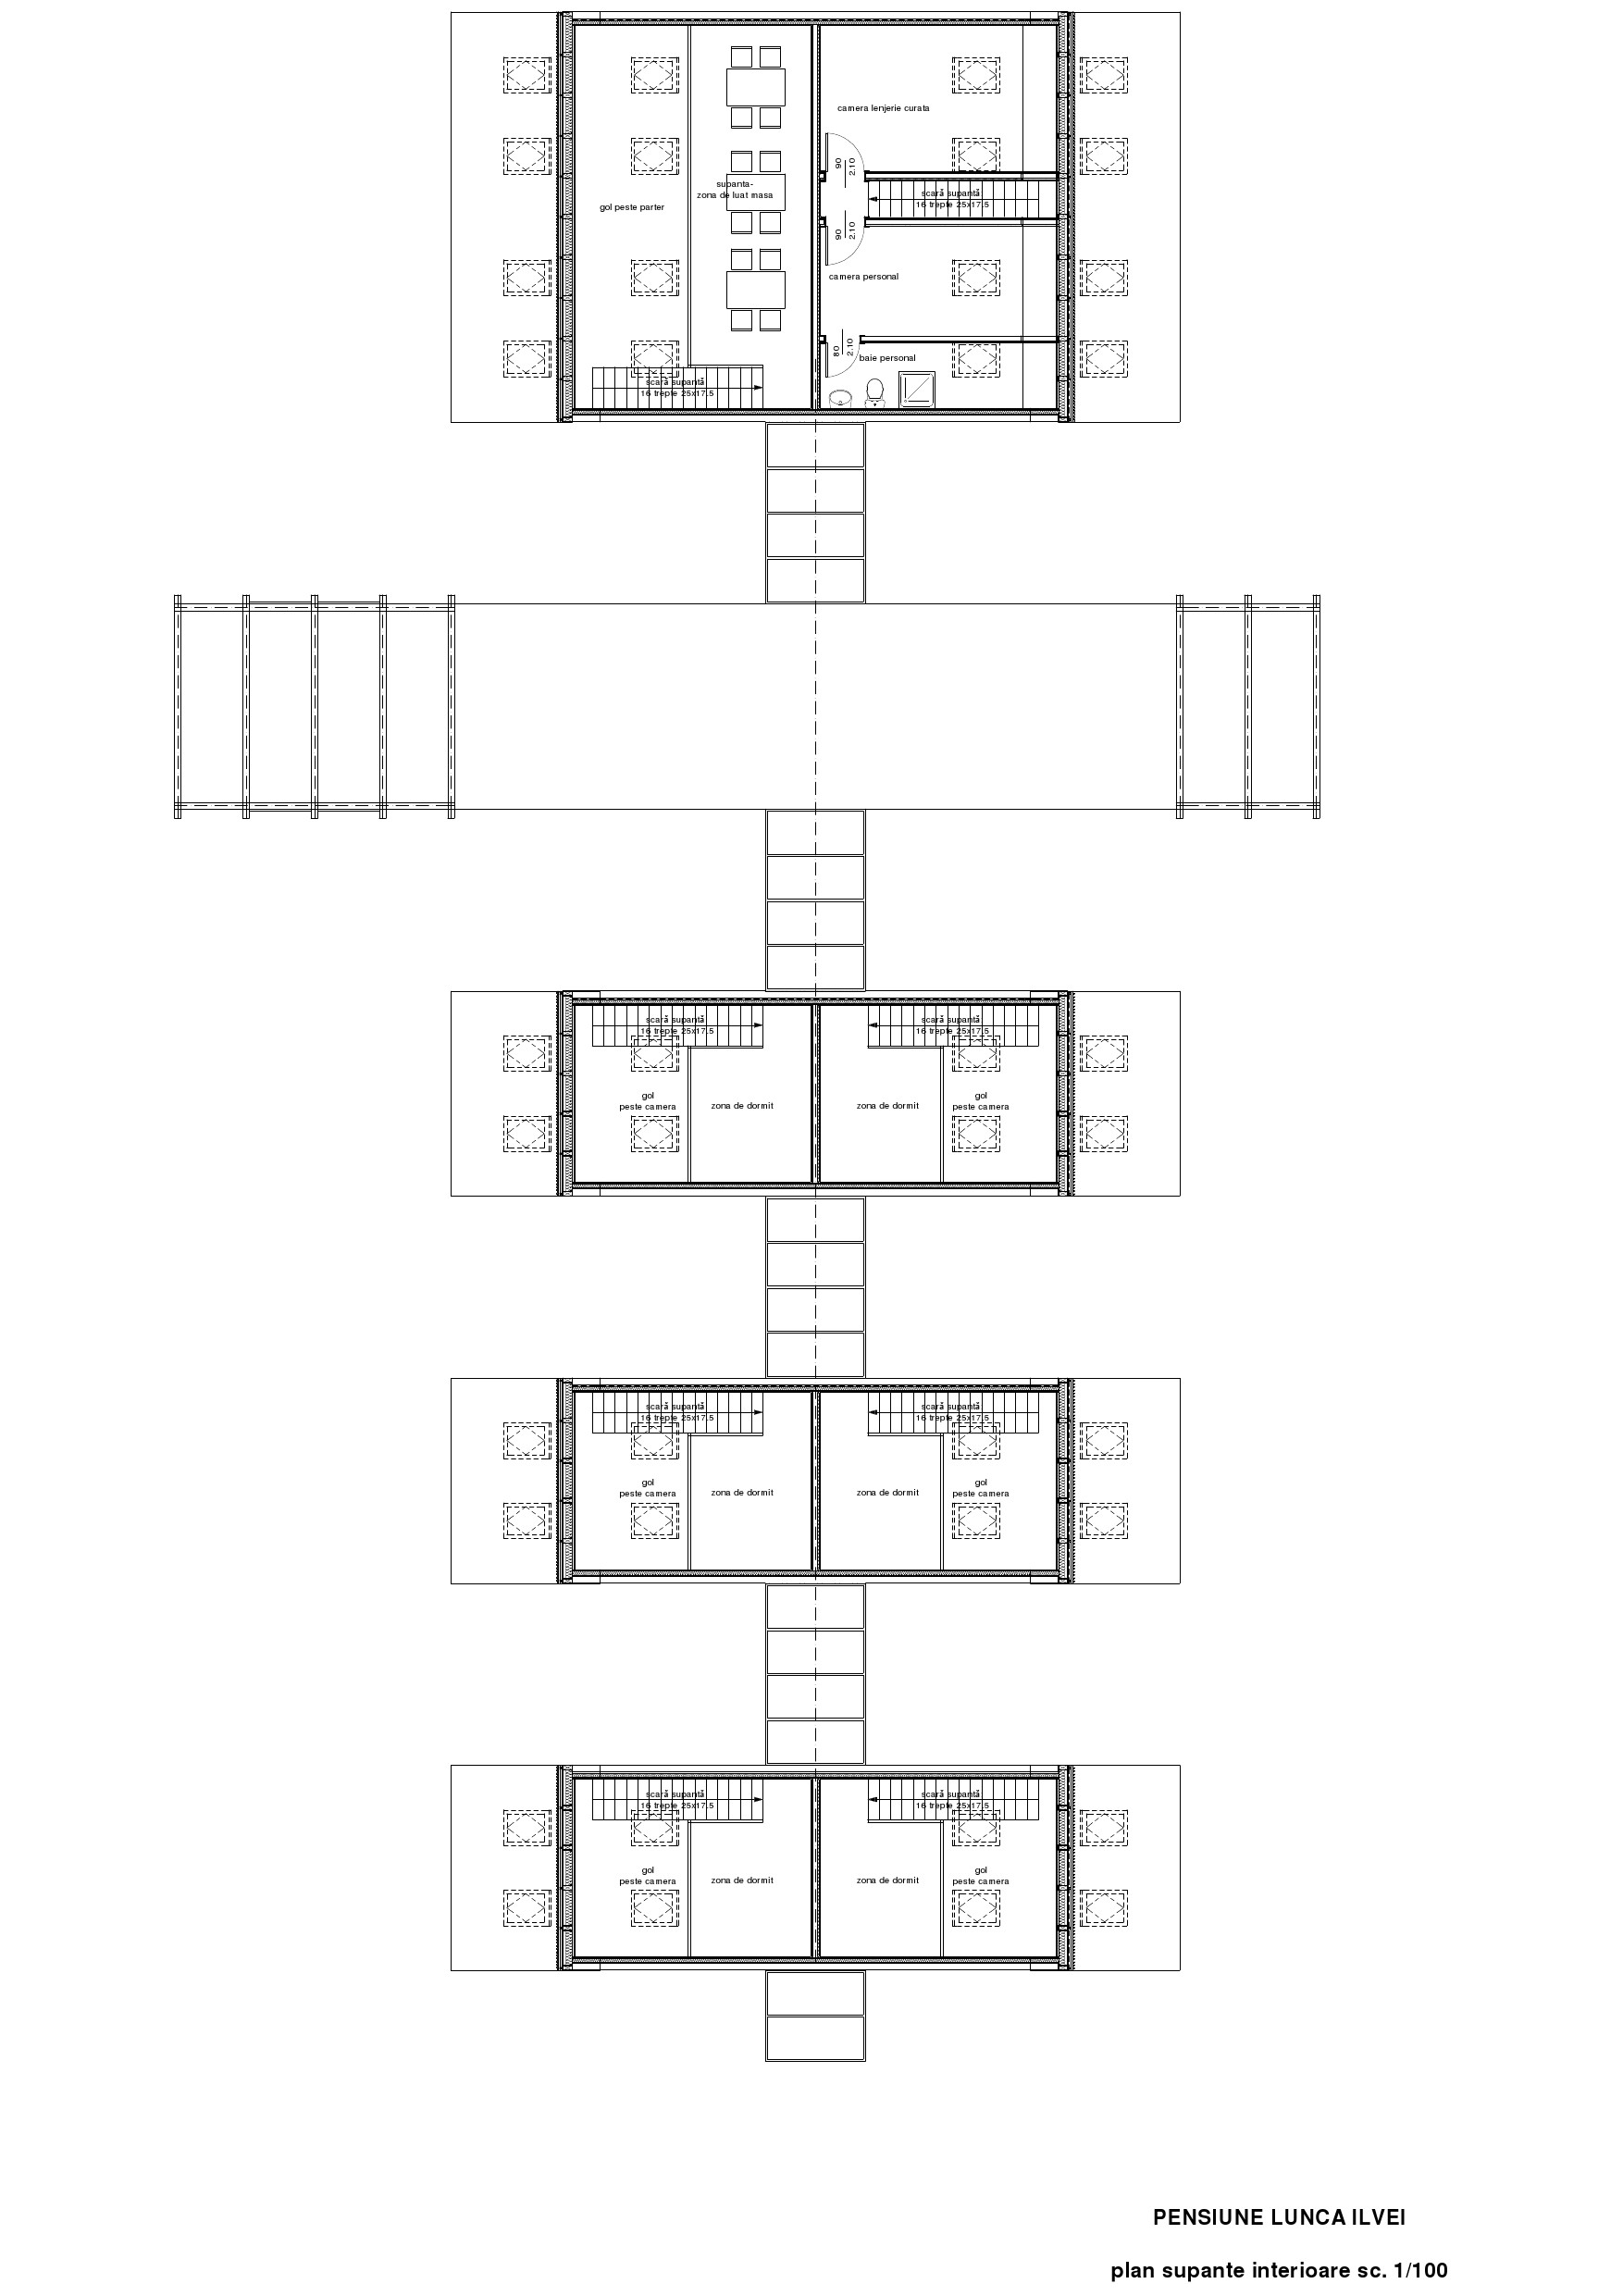 camera lenjerie curata
90
2.10
supanta-
zona de luat masa
gol peste parter
scară supantă
16 trepte 25x17.5
90
2.10
camera personal
80
2.10
baie personal
scară supantă
16 trepte 25x17.5
scară supantă
16 trepte 25x17.5
scară supantă
16 trepte 25x17.5
gol
peste camera
zona de dormit
zona de dormit
gol
peste camera
scară supantă
16 trepte 25x17.5
scară supantă
16 trepte 25x17.5
gol
peste camera
zona de dormit
zona de dormit
gol
peste camera
scară supantă
16 trepte 25x17.5
scară supantă
16 trepte 25x17.5
gol
peste camera
zona de dormit
zona de dormit
gol
peste camera
PENSIUNE LUNCA ILVEI
plan supante interioare sc. 1/100